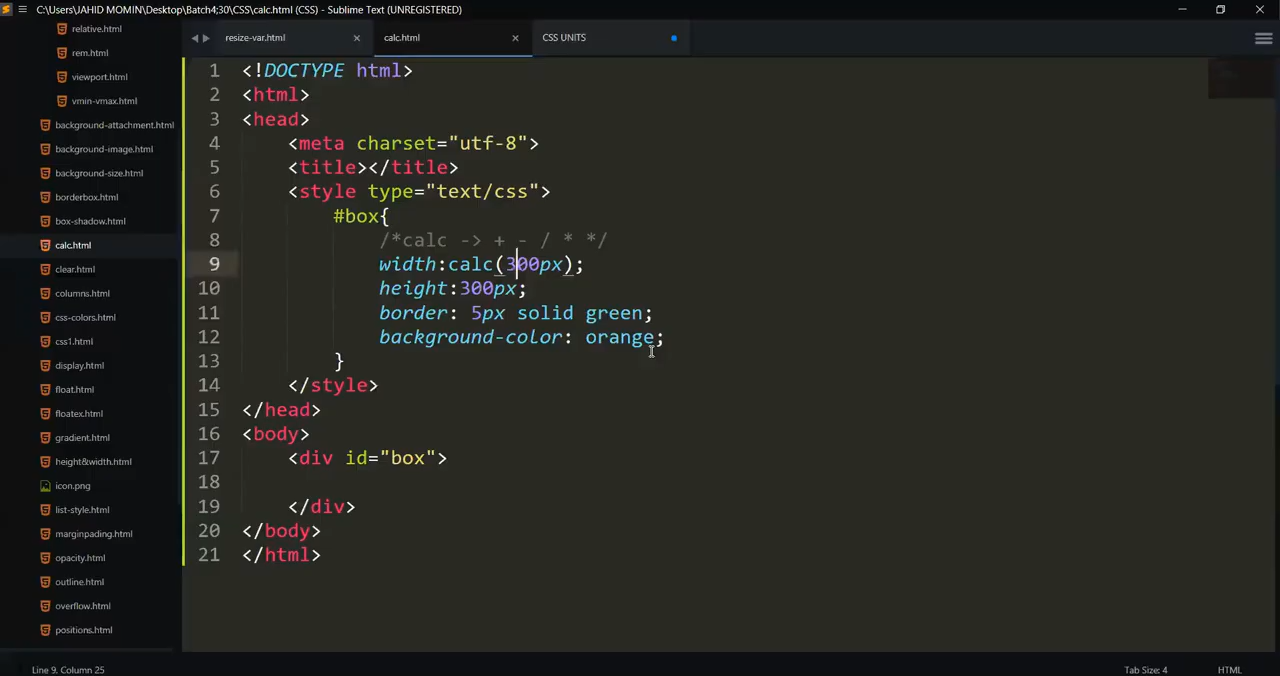 C:\Users\JAHID MOMIN\Desktop\Batch4;30\CSS\calc.html (CSS) - Sublime Text (UNREGISTERED)
relative.html
rem.html
viewport.html
vmin-vmax.html
background-attachment.html
background-image.html
background-size.html
borderbox.html
box-shadow.html
calc.html
clear.html
columns.html
css-colors.html
css1.html
display.html
float.html
floatex.html
gradient.html
height&width.html
icon.png
list-style.html
marginpading.html
opacity.html
outline.html
overflow.html
positions.html
resize-var.html calc.html CSS UNITS
1 <!DOCTYPE html>
2 <html>
3 <head>
4 <meta charset="utf-8">
5 <title></title>
6 <style type="text/css">
7 #box{
8 /*calc -> + - / * */
9 width:calc(300px);
10 height:300px;
11 border: 5px solid green;
12 background-color: orange;
13 }
14 </style>
15 </head>
16 <body>
17 <div id="box">
18
19 </div>
20 </body>
21 </html>
Line 9, Column 25 Tab Size: 4 HTML